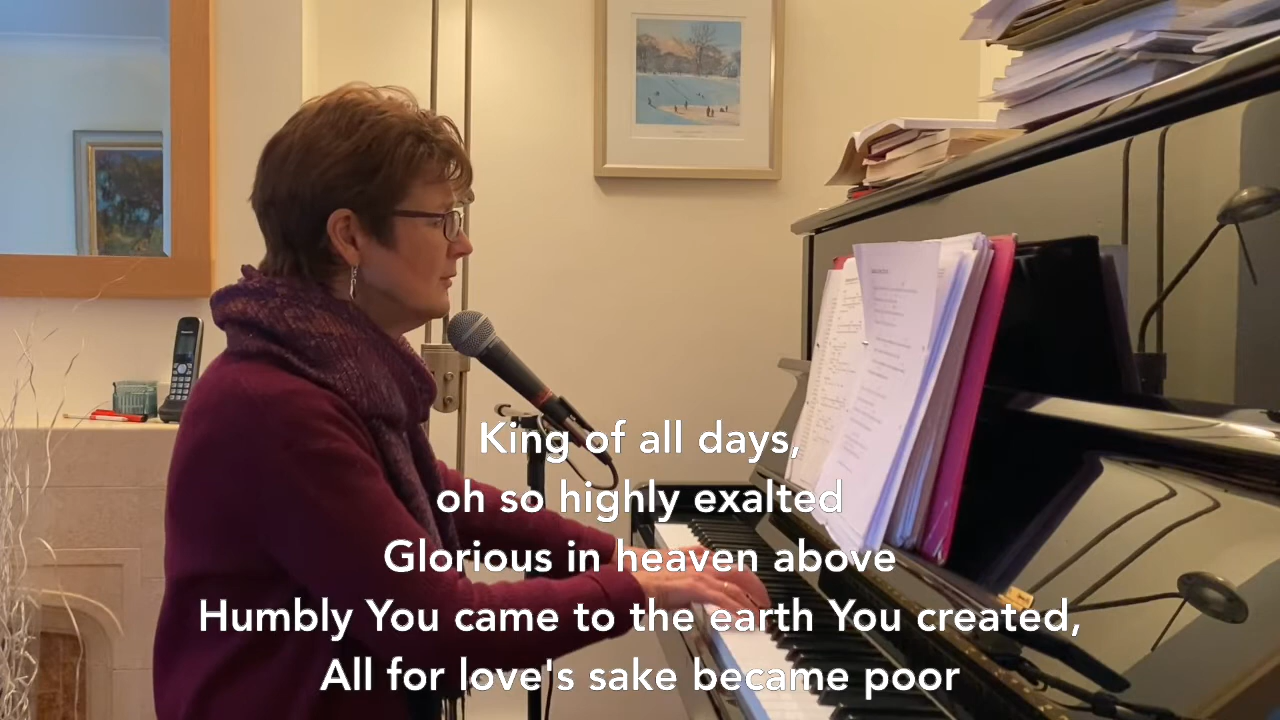 King of all days,
oh so highly exalted
Glorious in heaven above
Humbly You came to the earth You created,
All for love's sake became poor